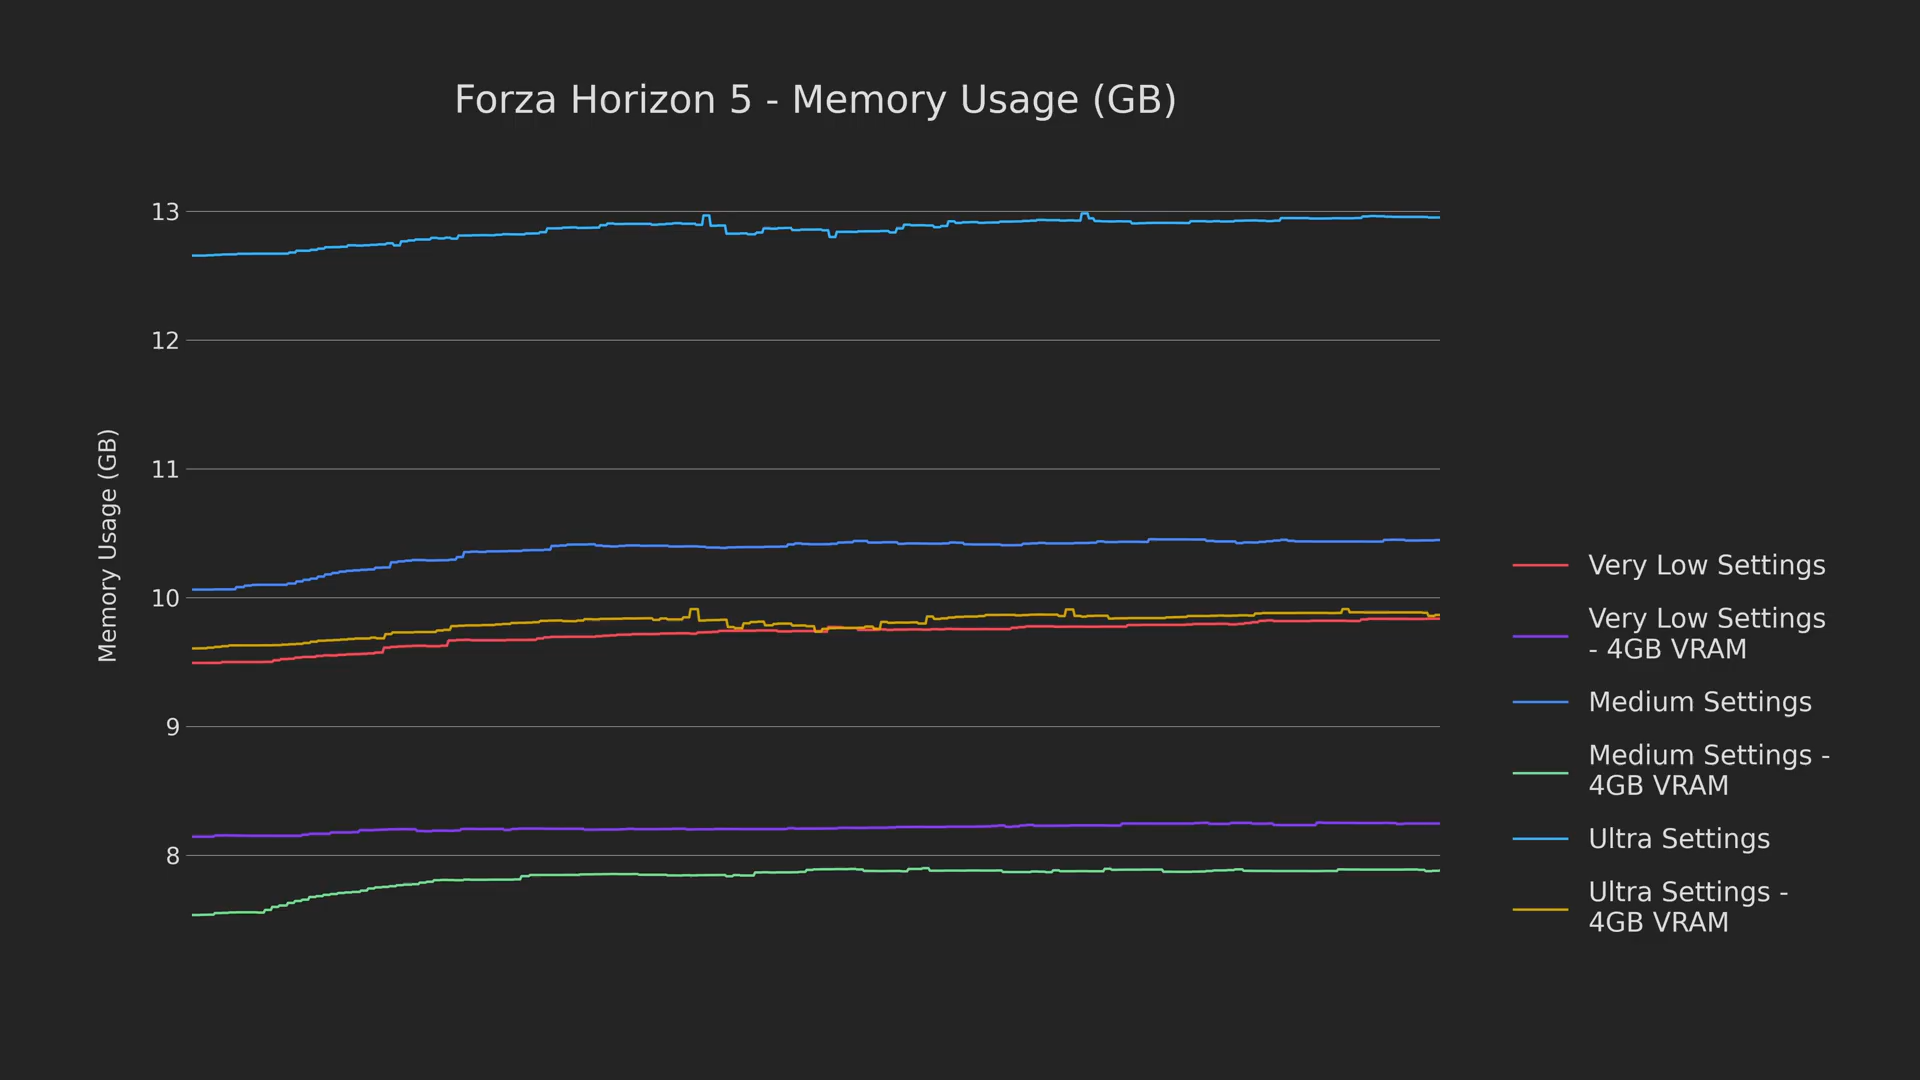 Forza Horizon 5 - Memory Usage (GB)
Memory Usage (GB)
13
12
11
10
9
8
Very Low Settings
Very Low Settings
- 4GB VRAM
Medium Settings
Medium Settings -
4GB VRAM
Ultra Settings
Ultra Settings -
4GB VRAM